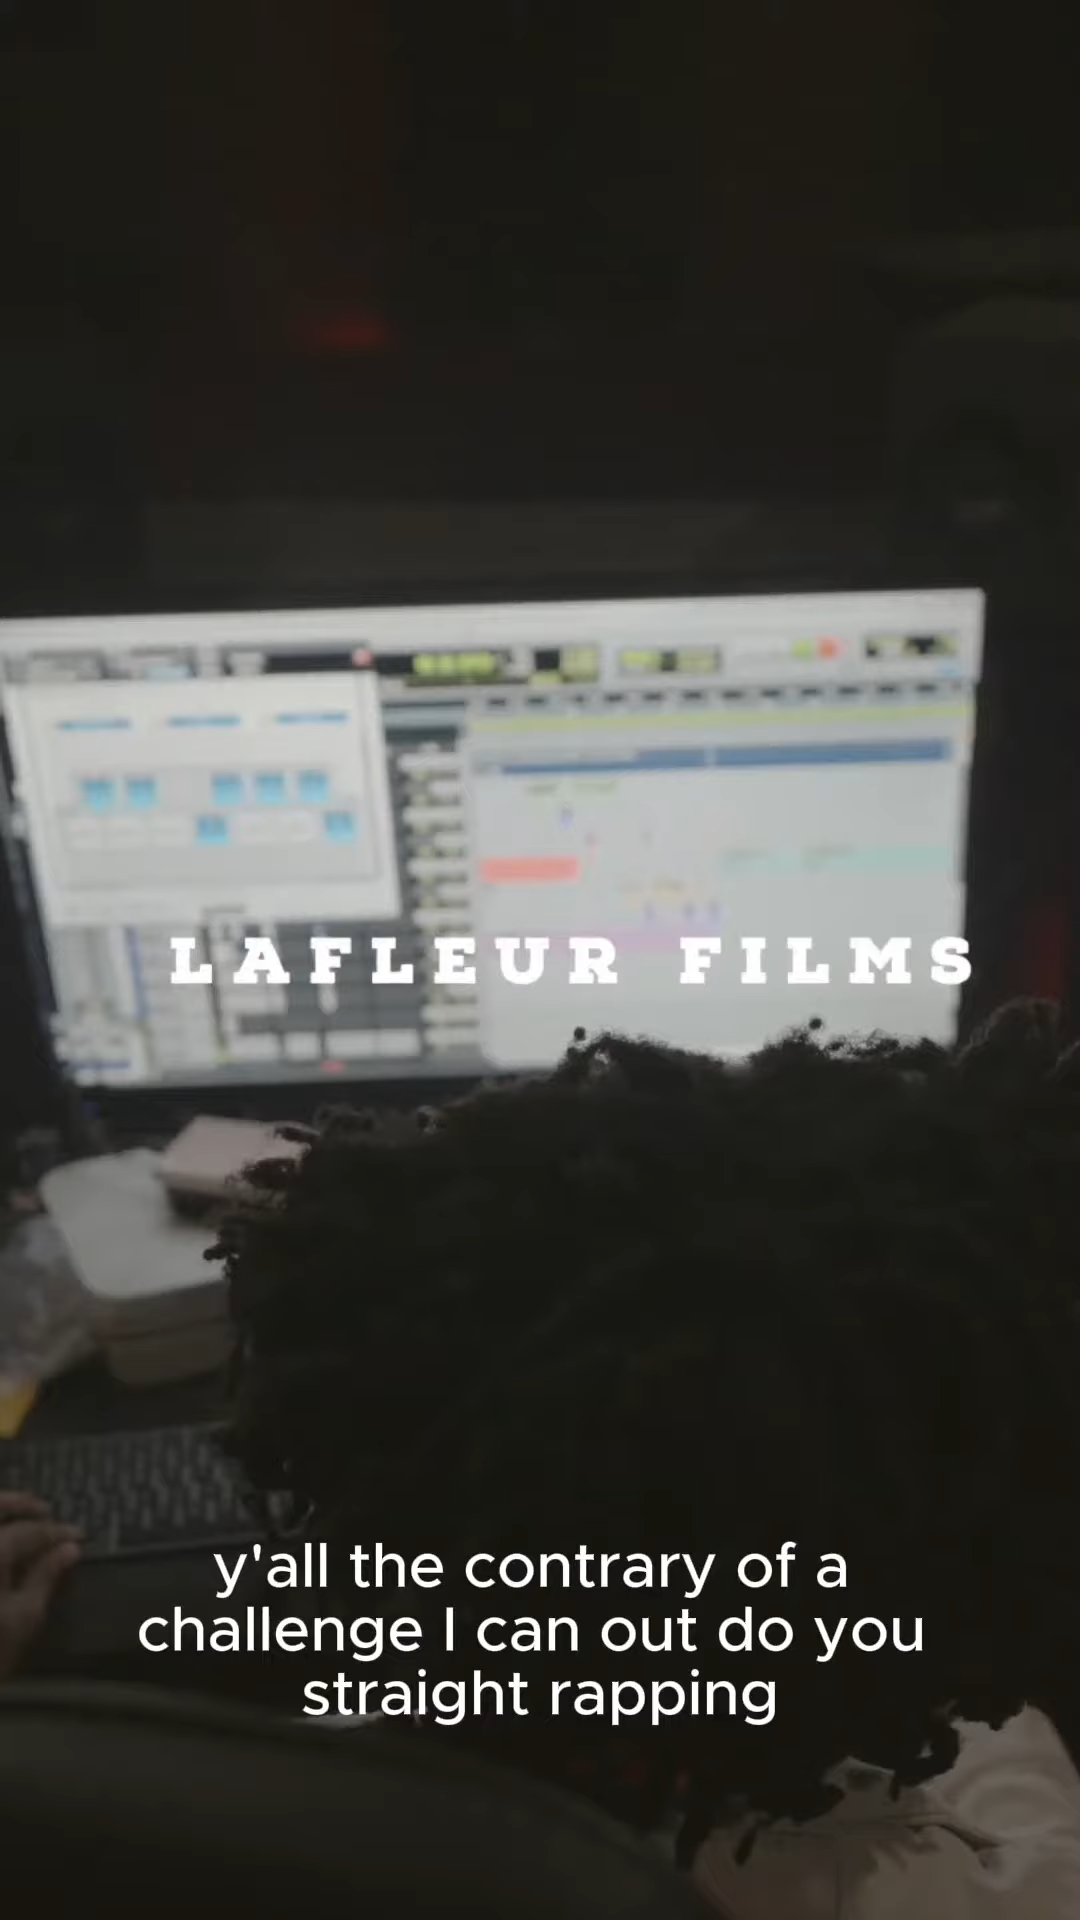 LAFLEUR FILMS
y'all the contrary of a
challenge I can out do you
straight rapping